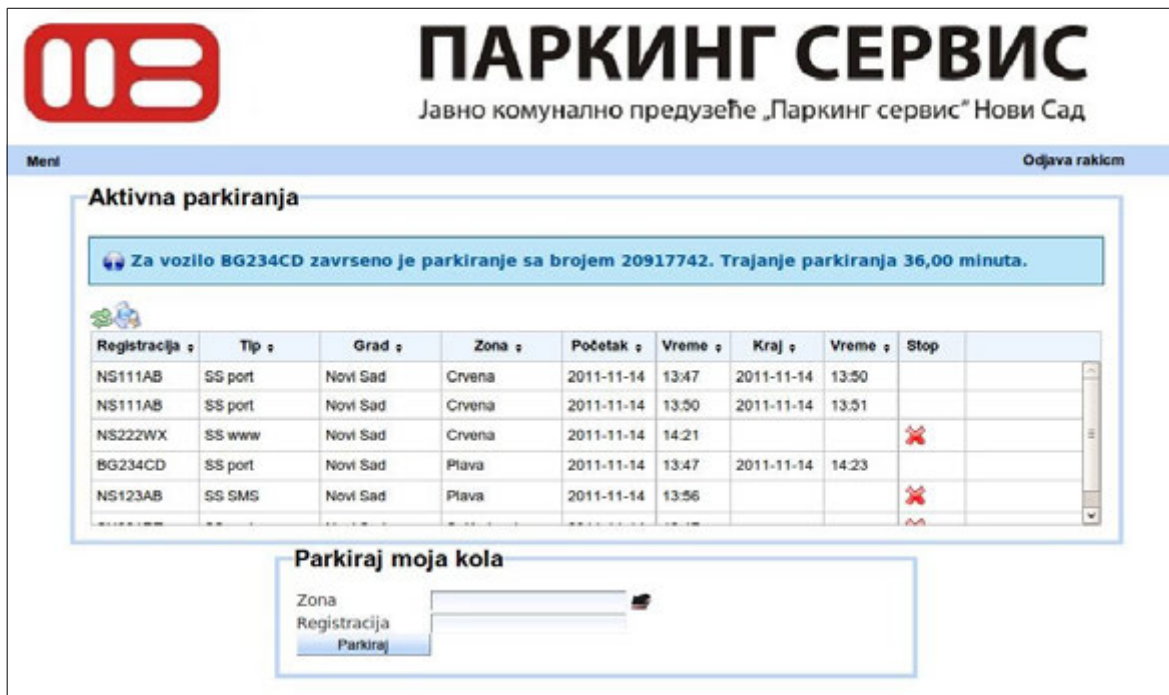 ПАРКИНГ СЕРВИС
Јавно комунално предузеће „Паркинг сервис“ Нови Сад
Meni Odjava rakicm
Aktivna parkiranja
Za vozilo BG234CD zavrseno je parkiranje sa brojem 20917742. Trajanje parkiranja 36,00 minuta.
Registracija Tip Grad Zona Početak Vreme Kraj Vreme Stop
NS111AB SS port Novi Sad Crvena 2011-11-14 13:47 2011-11-14 13:50
NS111AB SS port Novi Sad Crvena 2011-11-14 13:50 2011-11-14 13:51
NS222WX SS www Novi Sad Crvena 2011-11-14 14:21
BG234CD SS port Novi Sad Plava 2011-11-14 13:47 2011-11-14 14:23
NS123AB SS SMS Novi Sad Plava 2011-11-14 13:56
Parkiraj moja kola
Zona
Registracija
Parkiraj